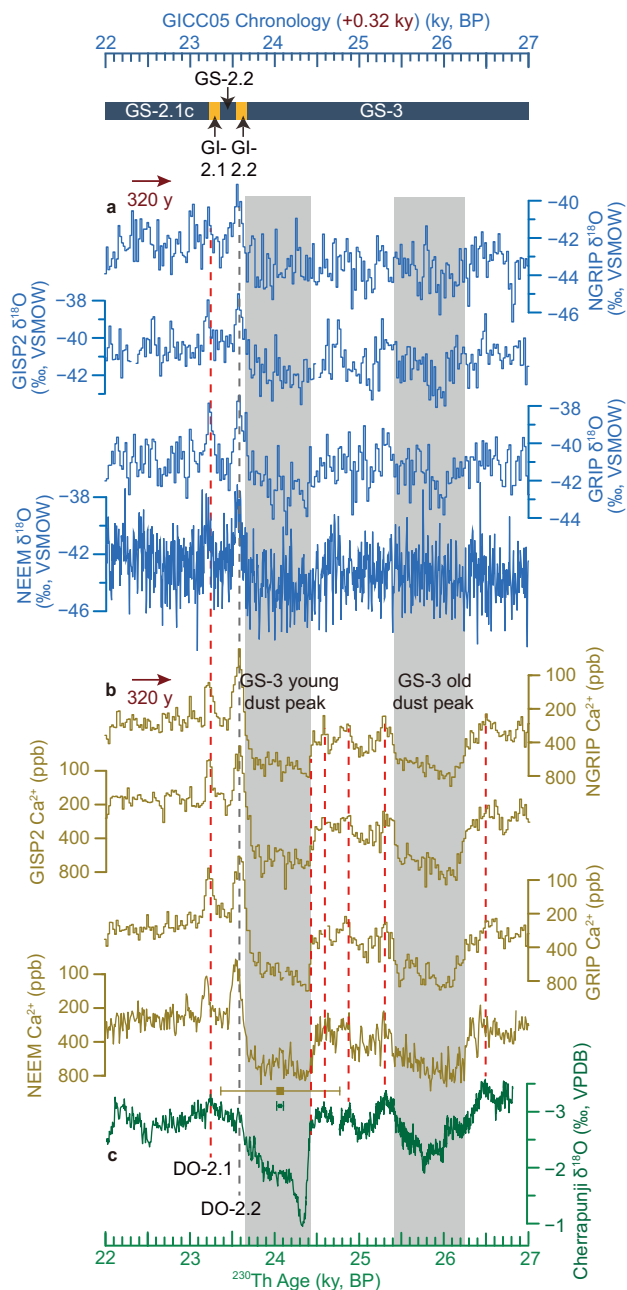 GICC05 Chronology (+0.32 ky) (ky, BP)
22 23 24 25 26 27
GS-2.2
GS-2.1c GS-3
GI- GI-
2.1 2.2
320 y
a
−40
−42
−44
−46
NGRIP δ¹⁸O
(‰, VSMOW)
−38
−40
−42
GISP2 δ¹⁸O
(‰, VSMOW)
−38
−40
−42
−44
GRIP δ¹⁸O
(‰, VSMOW)
−38
−42
−46
NEEM δ¹⁸O
(‰, VSMOW)
b
320 y
GS-3 young
dust peak
GS-3 old
dust peak
100
200
400
800
NGRIP Ca²⁺ (ppb)
100
200
400
800
GISP2 Ca²⁺ (ppb)
100
200
400
800
GRIP Ca²⁺ (ppb)
100
200
400
800
NEEM Ca²⁺ (ppb)
c
DO-2.1
DO-2.2
−3
−2
−1
Cherrapunji δ¹⁸O (‰, VPDB)
22 23 24 25 26 27
²³⁰Th Age (ky, BP)